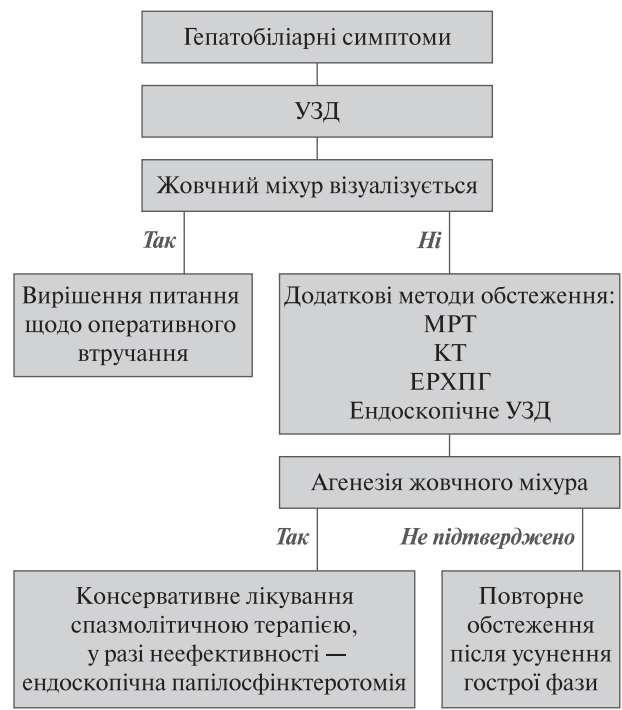 Гепатобіліарні симптоми
УЗД
Жовчний міхур візуалізується
Так
Ні
Вирішення питання
щодо оперативного
втручання
Додаткові методи обстеження:
МРТ
КТ
ЕРХПГ
Ендоскопічне УЗД
Агенезія жовчного міхура
Так
Не підтверджено
Консервативне лікування
спазмолітичною терапією,
у разі неефективності —
ендоскопічна папілосфінктеротомія
Повторне
обстеження
після усунення
гострої фази